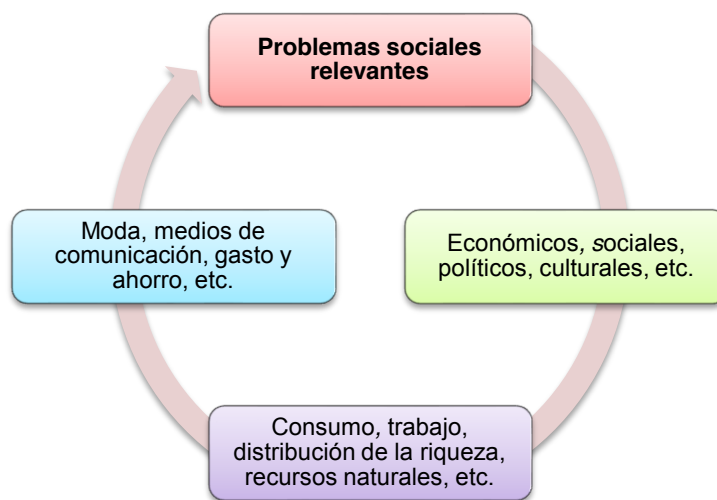 Problemas sociales
relevantes
Económicos, sociales,
políticos, culturales, etc.
Consumo, trabajo,
distribución de la riqueza,
recursos naturales, etc.
Moda, medios de
comunicación, gasto y
ahorro, etc.